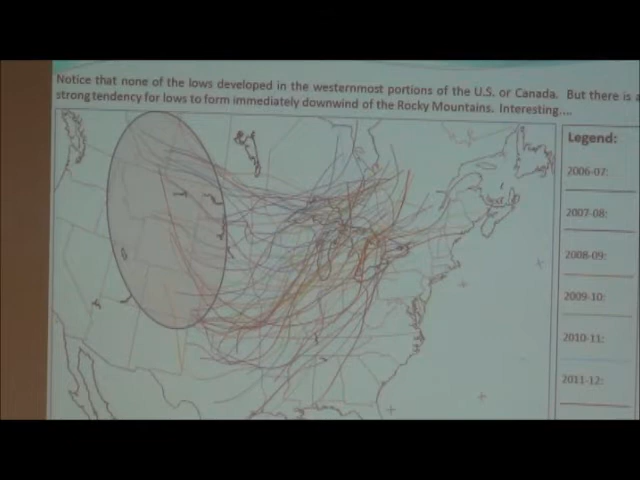 Notice that none of the lows developed in the westernmost portions of the U.S. or Canada. But there is a
strong tendency for lows to form immediately downwind of the Rocky Mountains. Interesting....
Legend:
2006-07:
2007-08:
2008-09:
2009-10:
2010-11:
2011-12: